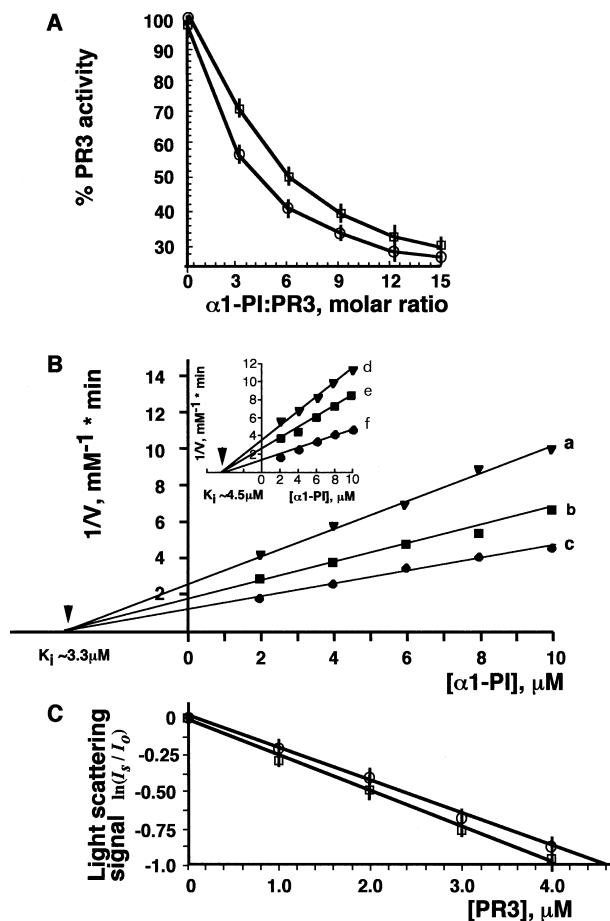 A
% PR3 activity
100
90
80
70
60
50
40
30
0 3 6 9 12 15
α1-PI:PR3, molar ratio
B
1/V, mM⁻¹ * min
14
12
10
8
6
4
2
0 2 4 6 8 10
[α1-PI], μM
Ki ~3.3μM
a
b
c
1/V, mM⁻¹ * min
12
10
8
6
4
2
0 2 4 6 8 10
Ki ~4.5μM
[α1-PI], μM
d
e
f
C
Light scattering
signal ln(Is / Io)
0
-0.25
-0.50
-0.75
-1.0
0 1.0 2.0 3.0 4.0
[PR3], μM